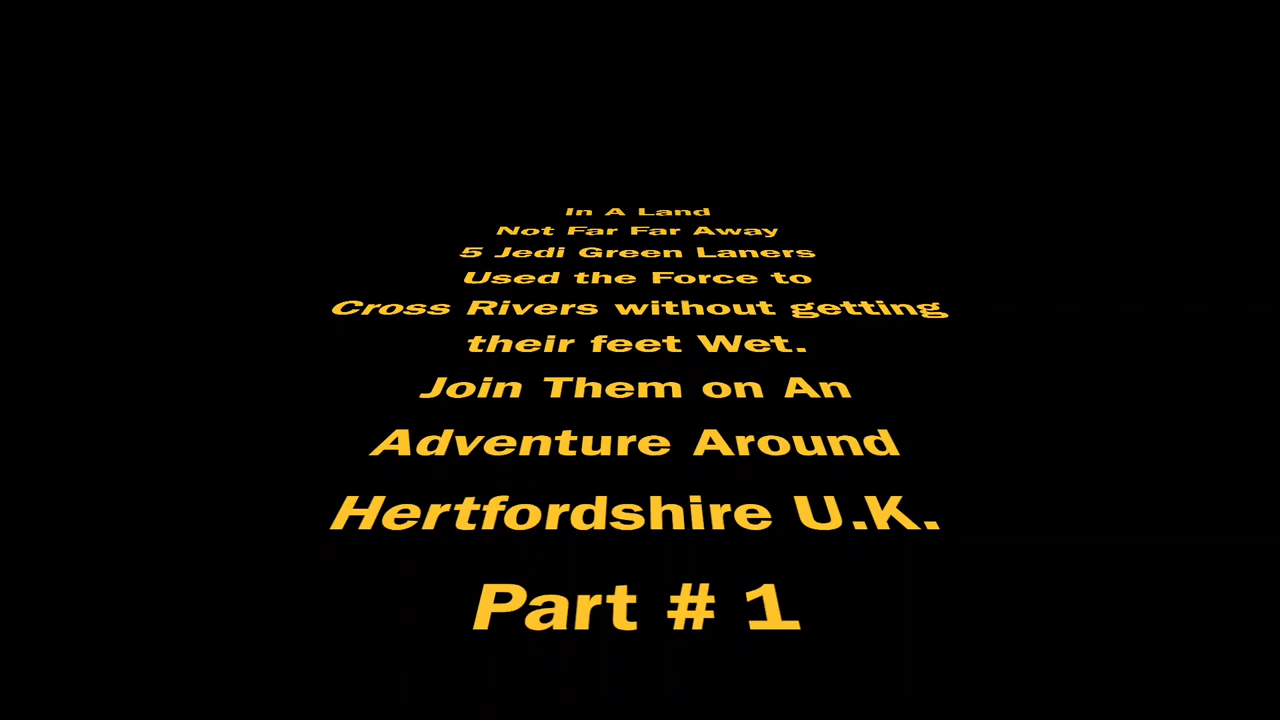 In A Land
Not Far Far Away
5 Jedi Green Laners
Used the Force to
Cross Rivers without getting
their feet Wet.
Join Them on An
Adventure Around
Hertfordshire U.K.
Part # 1